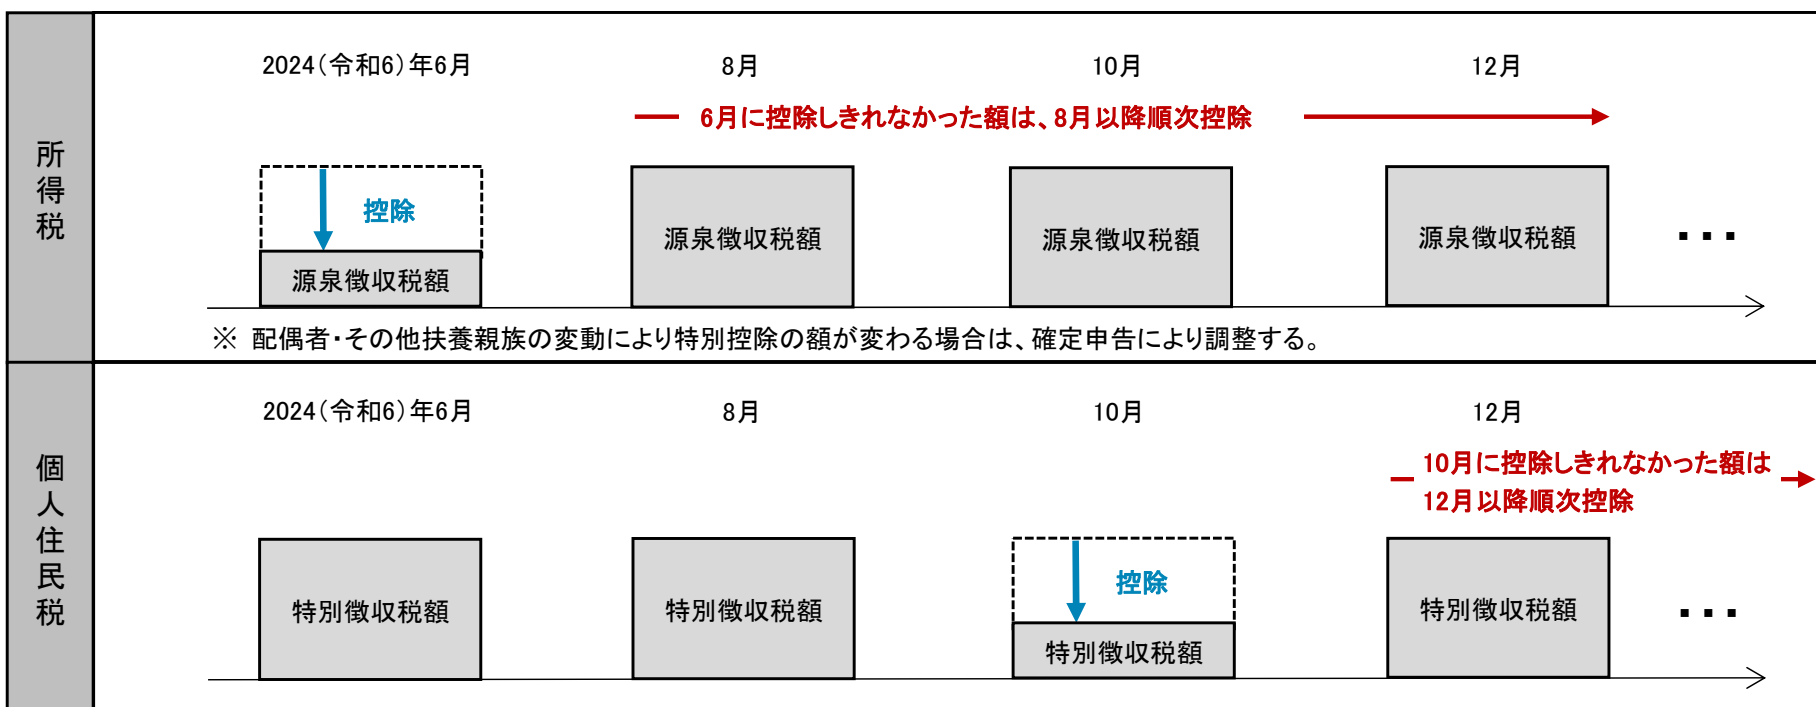 所得税
2024(令和6)年6月
8月
10月
12月
6月に控除しきれなかった額は、8月以降順次控除
控除
源泉徴収税額
源泉徴収税額
源泉徴収税額
源泉徴収税額
・・・
※ 配偶者・その他扶養親族の変動により特別控除の額が変わる場合は、確定申告により調整する。
個人住民税
2024(令和6)年6月
8月
10月
12月
10月に控除しきれなかった額は
12月以降順次控除
特別徴収税額
特別徴収税額
控除
特別徴収税額
特別徴収税額
・・・